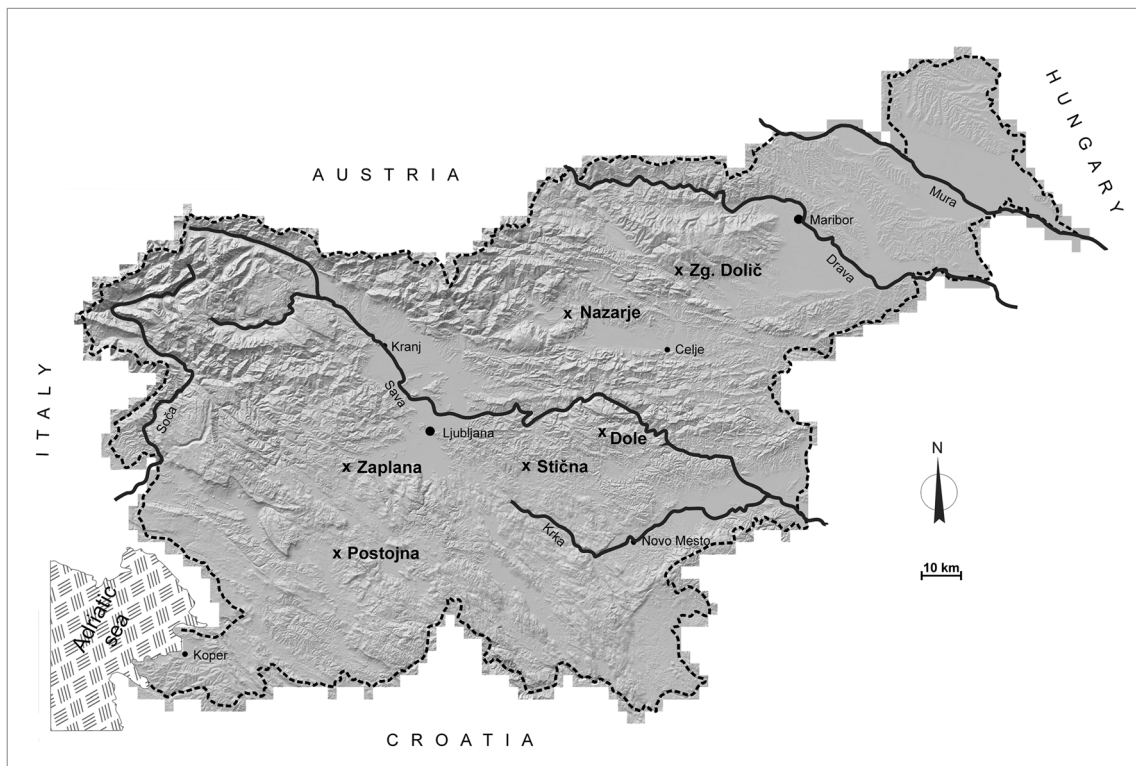 HUNGARY
AUSTRIA
Mura
Maribor
Zg. Dolič
Drava
Nazarje
Kranj
Celje
ITALY
Sava
Soča
Ljubljana
Dole
Zaplana
Stična
N
Krka
Novo Mesto
Postojna
10 km
Adriatic
sea
Koper
CROATIA